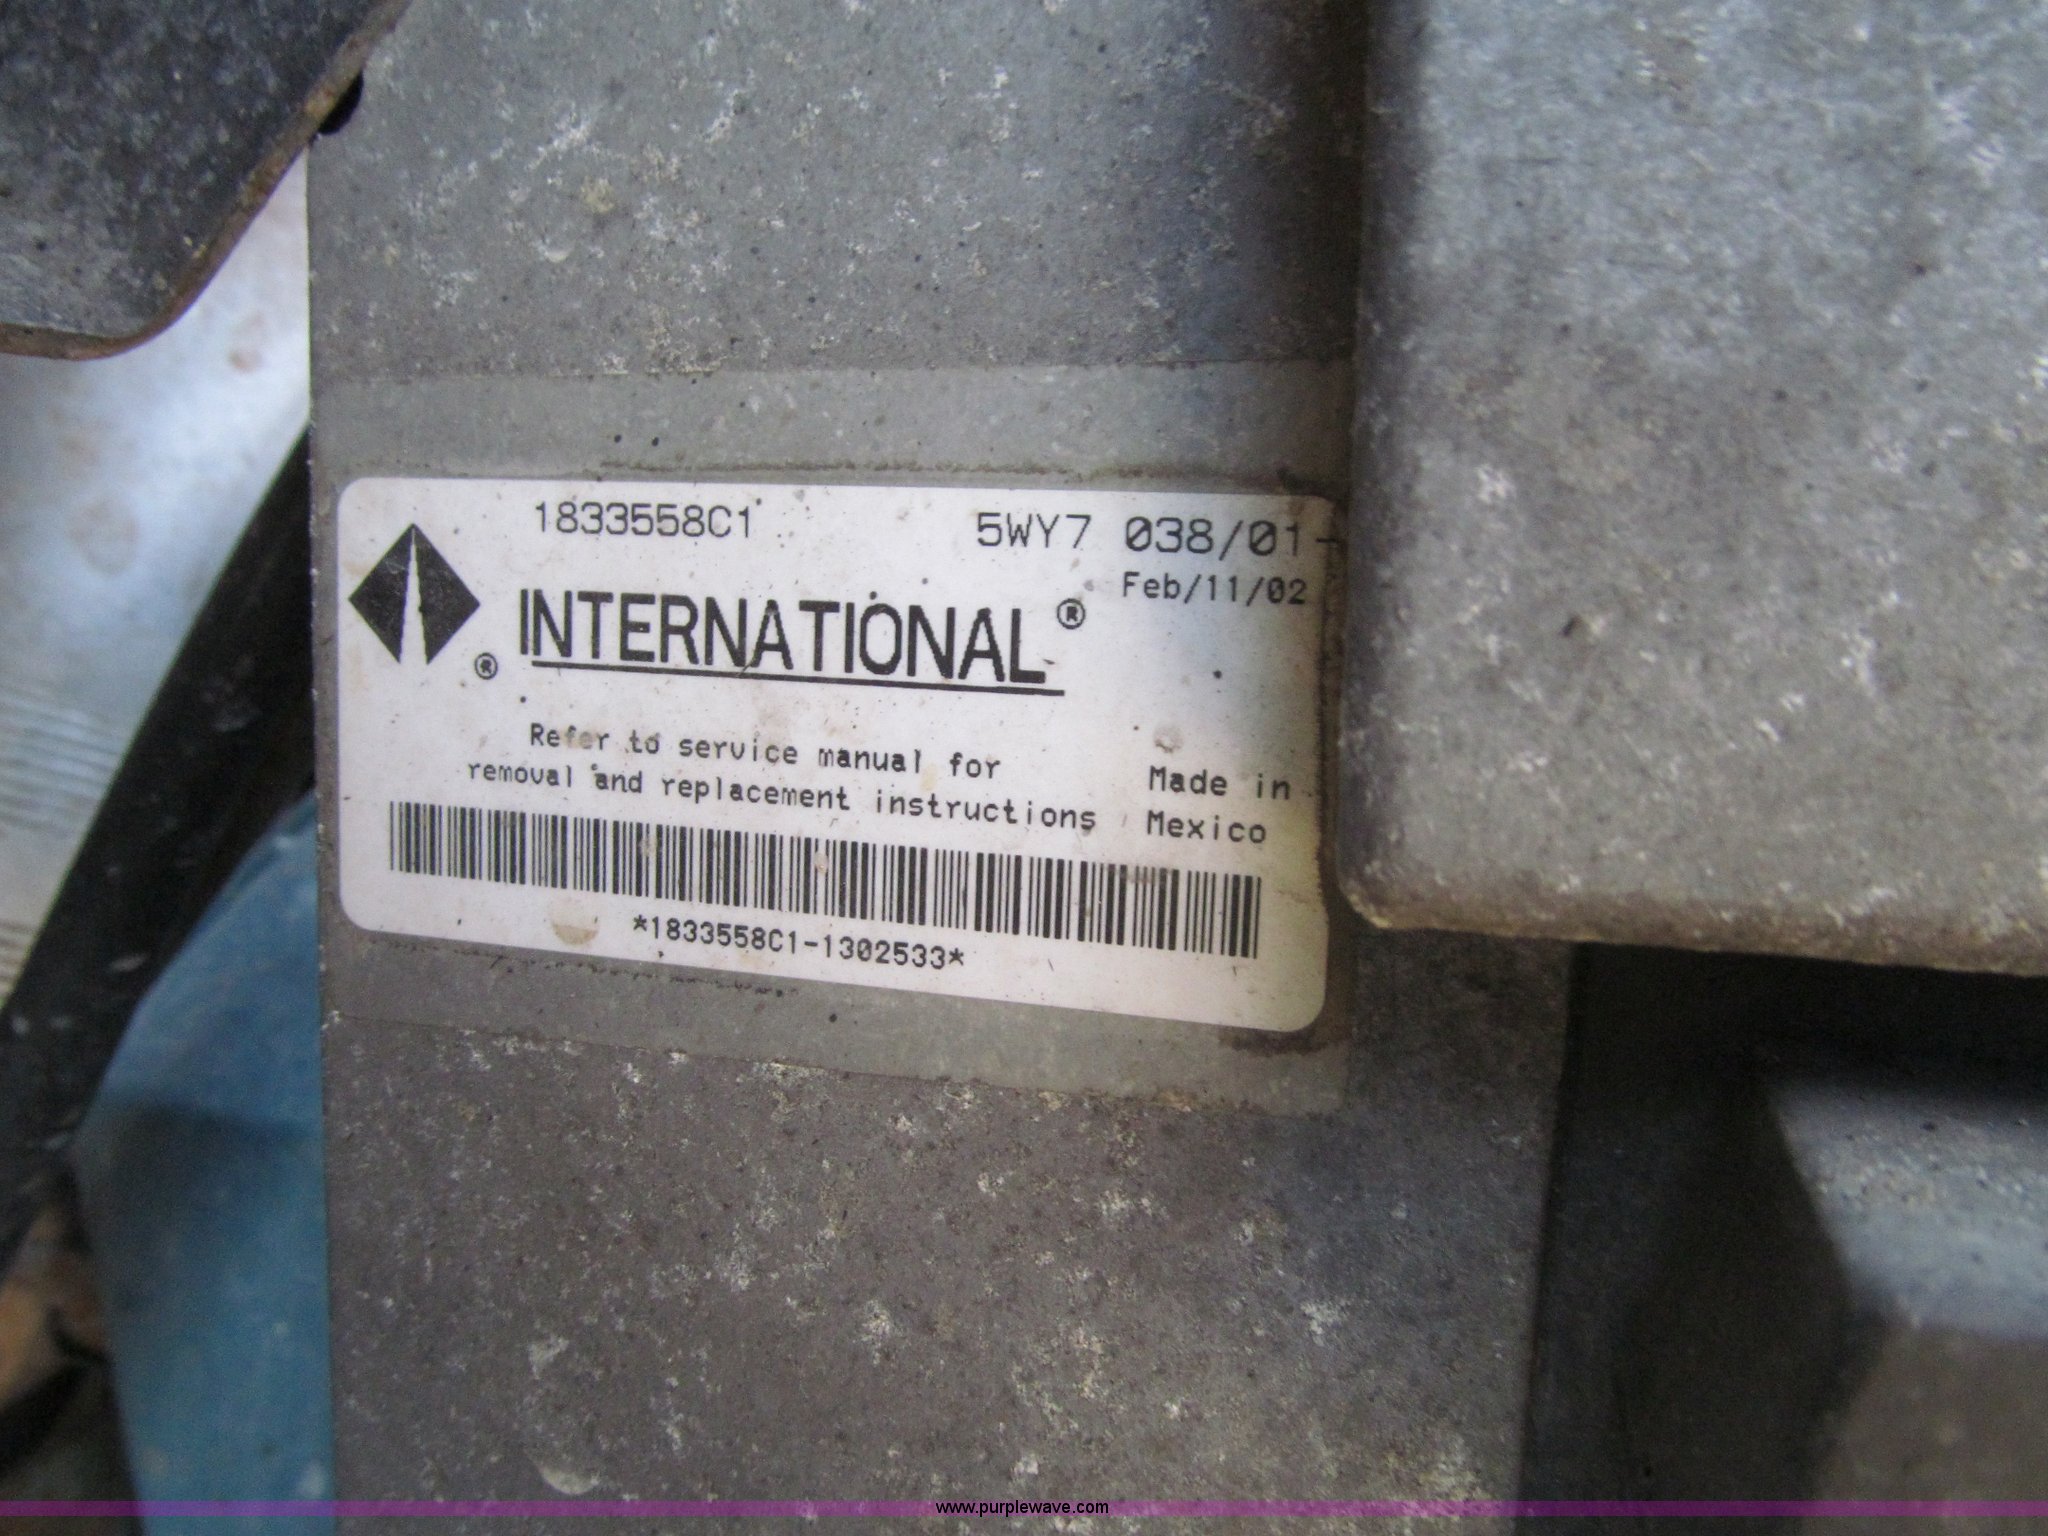 1833558C1 5WY7 038/01-
Feb/11/02
® INTERNATIONAL®
Refer to service manual for
removal and replacement instructions
Made in
Mexico
*1833558C1-1302533*
www.purplewave.com